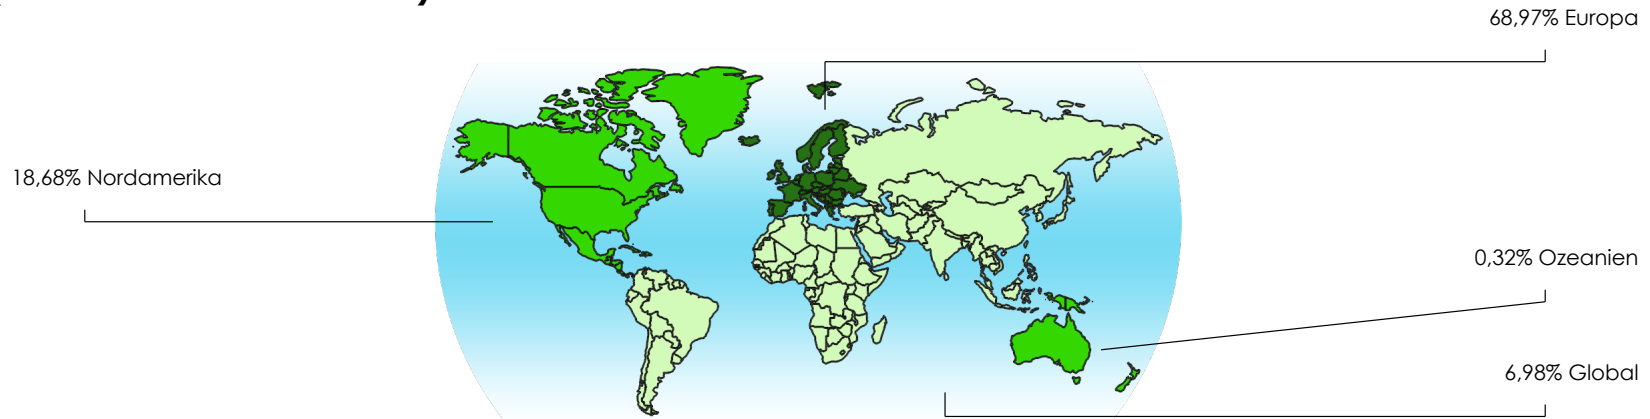 68,97% Europa
18,68% Nordamerika
0,32% Ozeanien
6,98% Global